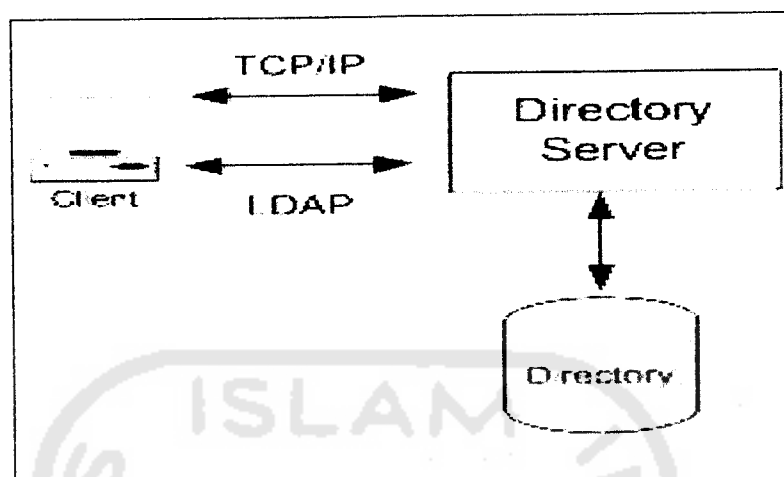 TCP/IP
Directory
Server
Client
LDAP
Directory
ISLAM